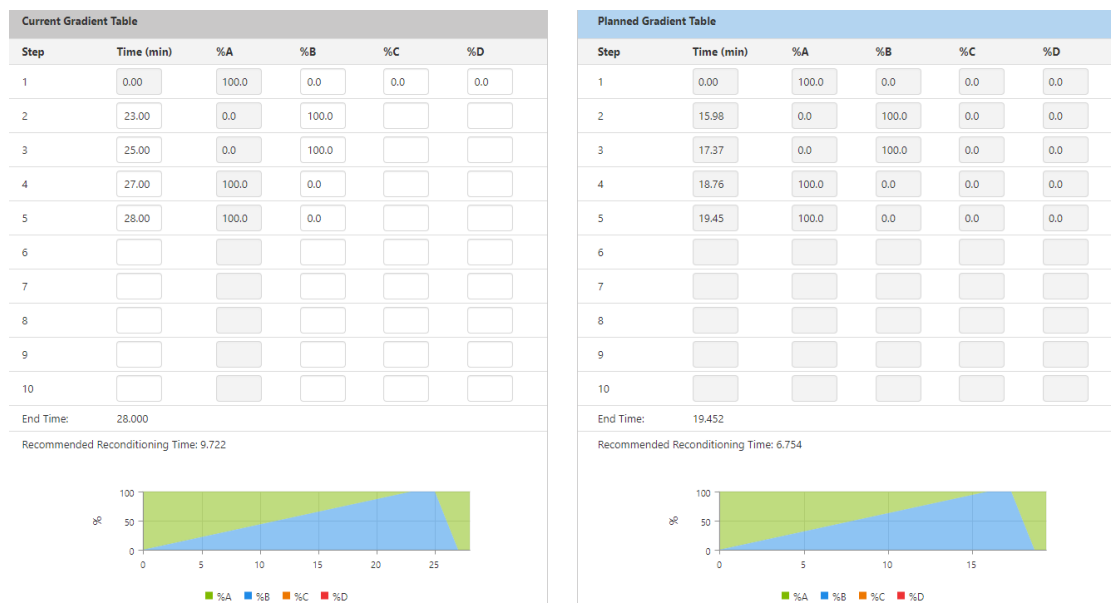 Current Gradient Table
Step Time (min) %A %B %C %D
1 0.00 100.0 0.0 0.0 0.0
2 23.00 0.0 100.0
3 25.00 0.0 100.0
4 27.00 100.0 0.0
5 28.00 100.0 0.0
6
7
8
9
10
End Time: 28.000
Recommended Reconditioning Time: 9.722
100
%
50
0
0 5 10 15 20 25
%A %B %C %D
Planned Gradient Table
Step Time (min) %A %B %C %D
1 0.00 100.0 0.0 0.0 0.0
2 15.98 0.0 100.0 0.0 0.0
3 17.37 0.0 100.0 0.0 0.0
4 18.76 100.0 0.0 0.0 0.0
5 19.45 100.0 0.0 0.0 0.0
6
7
8
9
10
End Time: 19.452
Recommended Reconditioning Time: 6.754
100
%
50
0
0 5 10 15
%A %B %C %D